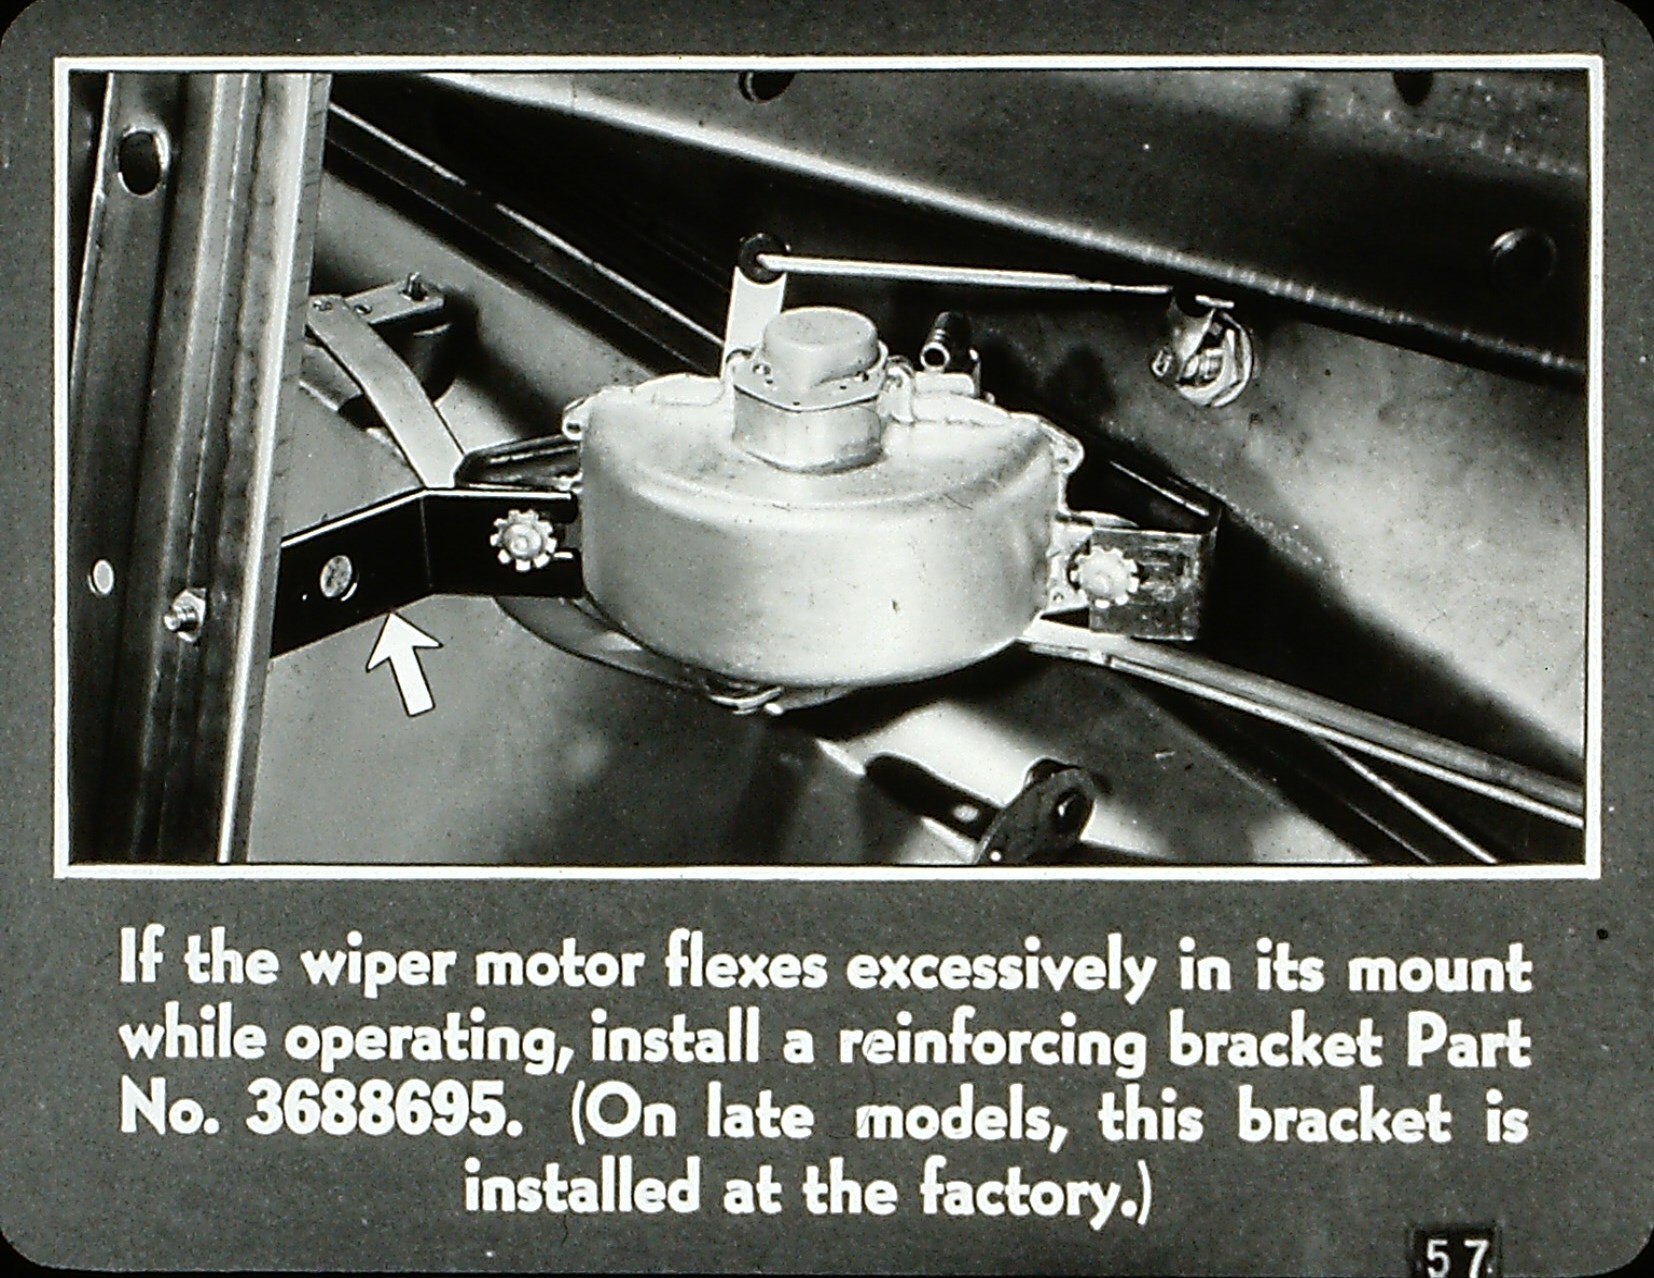 If the wiper motor flexes excessively in its mount
while operating, install a reinforcing bracket Part
No. 3688695. (On late models, this bracket is
installed at the factory.)
57